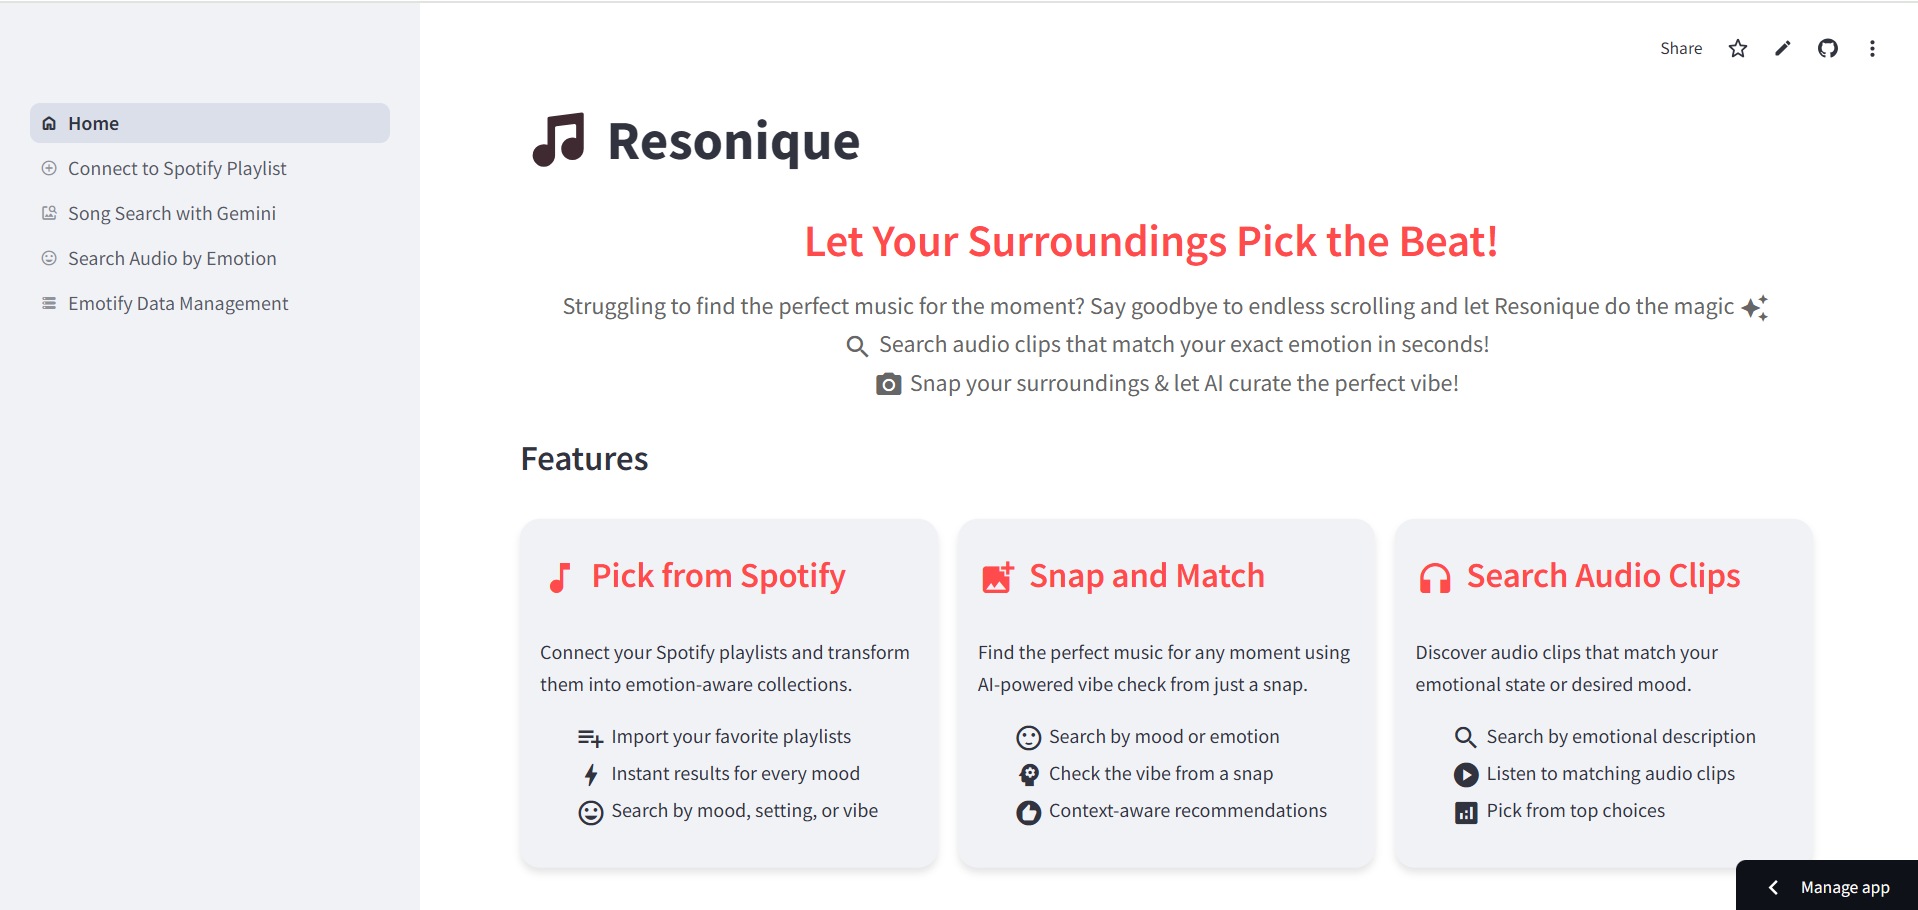 Share
Home
Connect to Spotify Playlist
Song Search with Gemini
Search Audio by Emotion
Emotify Data Management
Resonique
Let Your Surroundings Pick the Beat!
Struggling to find the perfect music for the moment? Say goodbye to endless scrolling and let Resonique do the magic
Search audio clips that match your exact emotion in seconds!
Snap your surroundings & let AI curate the perfect vibe!
Features
Pick from Spotify
Connect your Spotify playlists and transform
them into emotion-aware collections.
Import your favorite playlists
Instant results for every mood
Search by mood, setting, or vibe
Snap and Match
Find the perfect music for any moment using
AI-powered vibe check from just a snap.
Search by mood or emotion
Check the vibe from a snap
Context-aware recommendations
Search Audio Clips
Discover audio clips that match your
emotional state or desired mood.
Search by emotional description
Listen to matching audio clips
Pick from top choices
Manage app